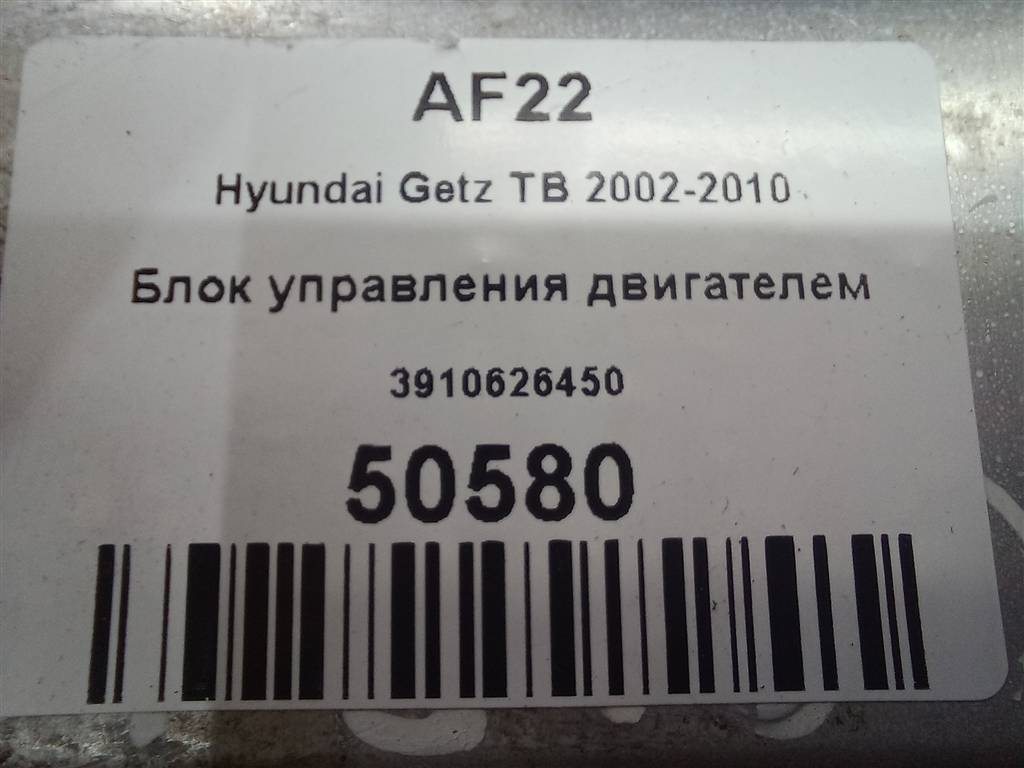 AF22
Hyundai Getz TB 2002-2010
Блок управления двигателем
3910626450
50580